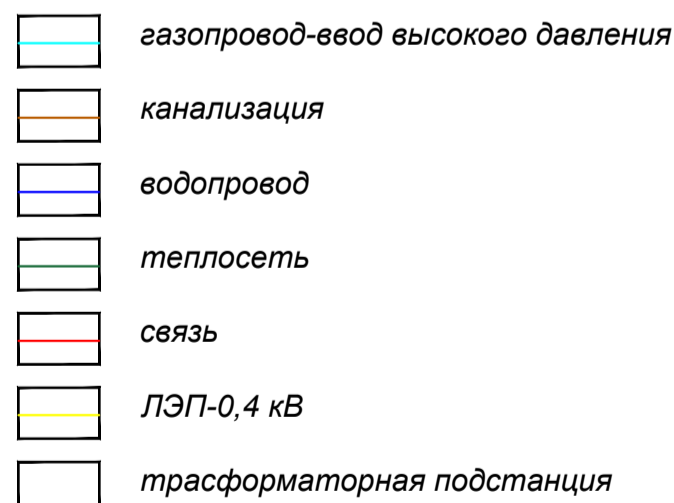 газопровод-ввод высокого давления
канализация
водопровод
теплосеть
связь
ЛЭП-0,4 кВ
трасформаторная подстанция